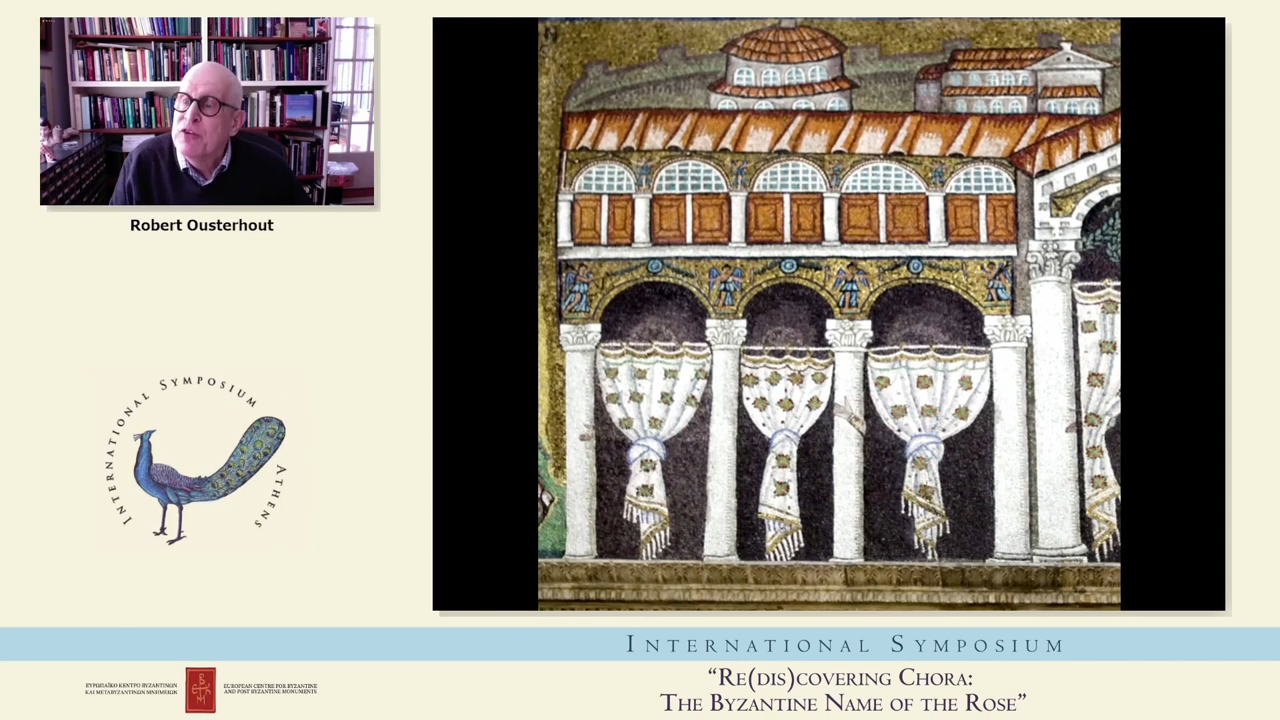 Robert Ousterhout
INTERNATIONAL SYMPOSIUM ATHENS
INTERNATIONAL SYMPOSIUM
ΕΥΡΩΠΑΪΚΟ ΚΕΝΤΡΟ ΒΥΖΑΝΤΙΝΩΝ
ΚΑΙ ΜΕΤΑΒΥΖΑΝΤΙΝΩΝ ΜΝΗΜΕΙΩΝ
EUROPEAN CENTRE FOR BYZANTINE
AND POST BYZANTINE MONUMENTS
“RE(DIS)COVERING CHORA:
THE BYZANTINE NAME OF THE ROSE”